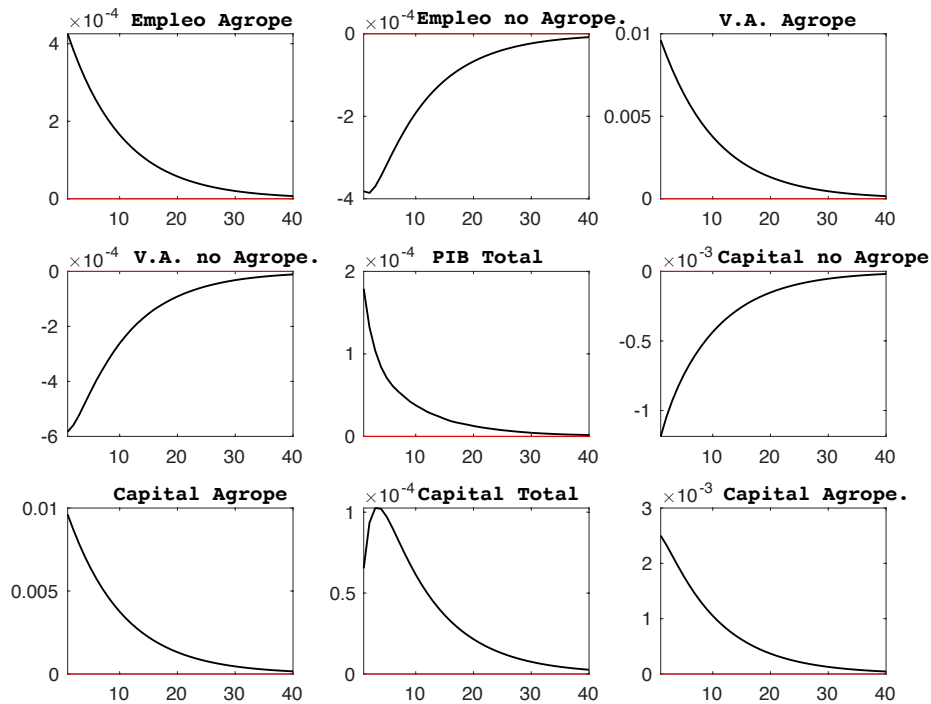 ×10⁻⁴ Empleo Agrope
4
2
0
10 20 30 40
×10⁻⁴ Empleo no Agrope.
0
-2
-4
10 20 30 40
V.A. Agrope
0.01
0.005
0
10 20 30 40
×10⁻⁴ V.A. no Agrope.
0
-2
-4
-6
10 20 30 40
×10⁻⁴ PIB Total
2
1
0
10 20 30 40
×10⁻³ Capital no Agrope
0
-0.5
-1
10 20 30 40
Capital Agrope
0.01
0.005
0
10 20 30 40
×10⁻⁴ Capital Total
1
0.5
0
10 20 30 40
×10⁻³ Capital Agrope.
3
2
1
0
10 20 30 40